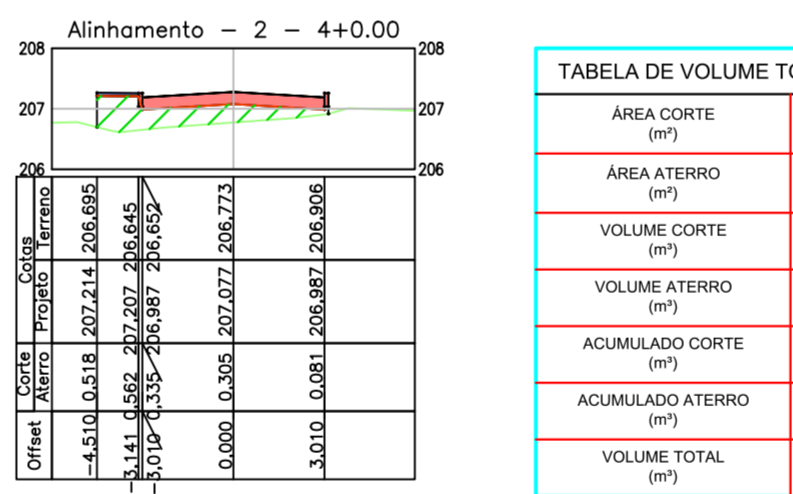 Alinhamento - 2 - 4+0.00
208
208
207
207
206
206
Cotas
Terreno
206,695
206,645
206,652
206,773
206,906
Projeto
207,214
207,207
206,987
207,077
206,987
Corte
Aterro
0,518
0,562
0,335
0,305
0,081
Offset
-4,510
-3,141
-3,010
0,000
3,010
TABELA DE VOLUME
ÁREA CORTE
(m²)
ÁREA ATERRO
(m²)
VOLUME CORTE
(m³)
VOLUME ATERRO
(m³)
ACUMULADO CORTE
(m³)
ACUMULADO ATERRO
(m³)
VOLUME TOTAL
(m³)